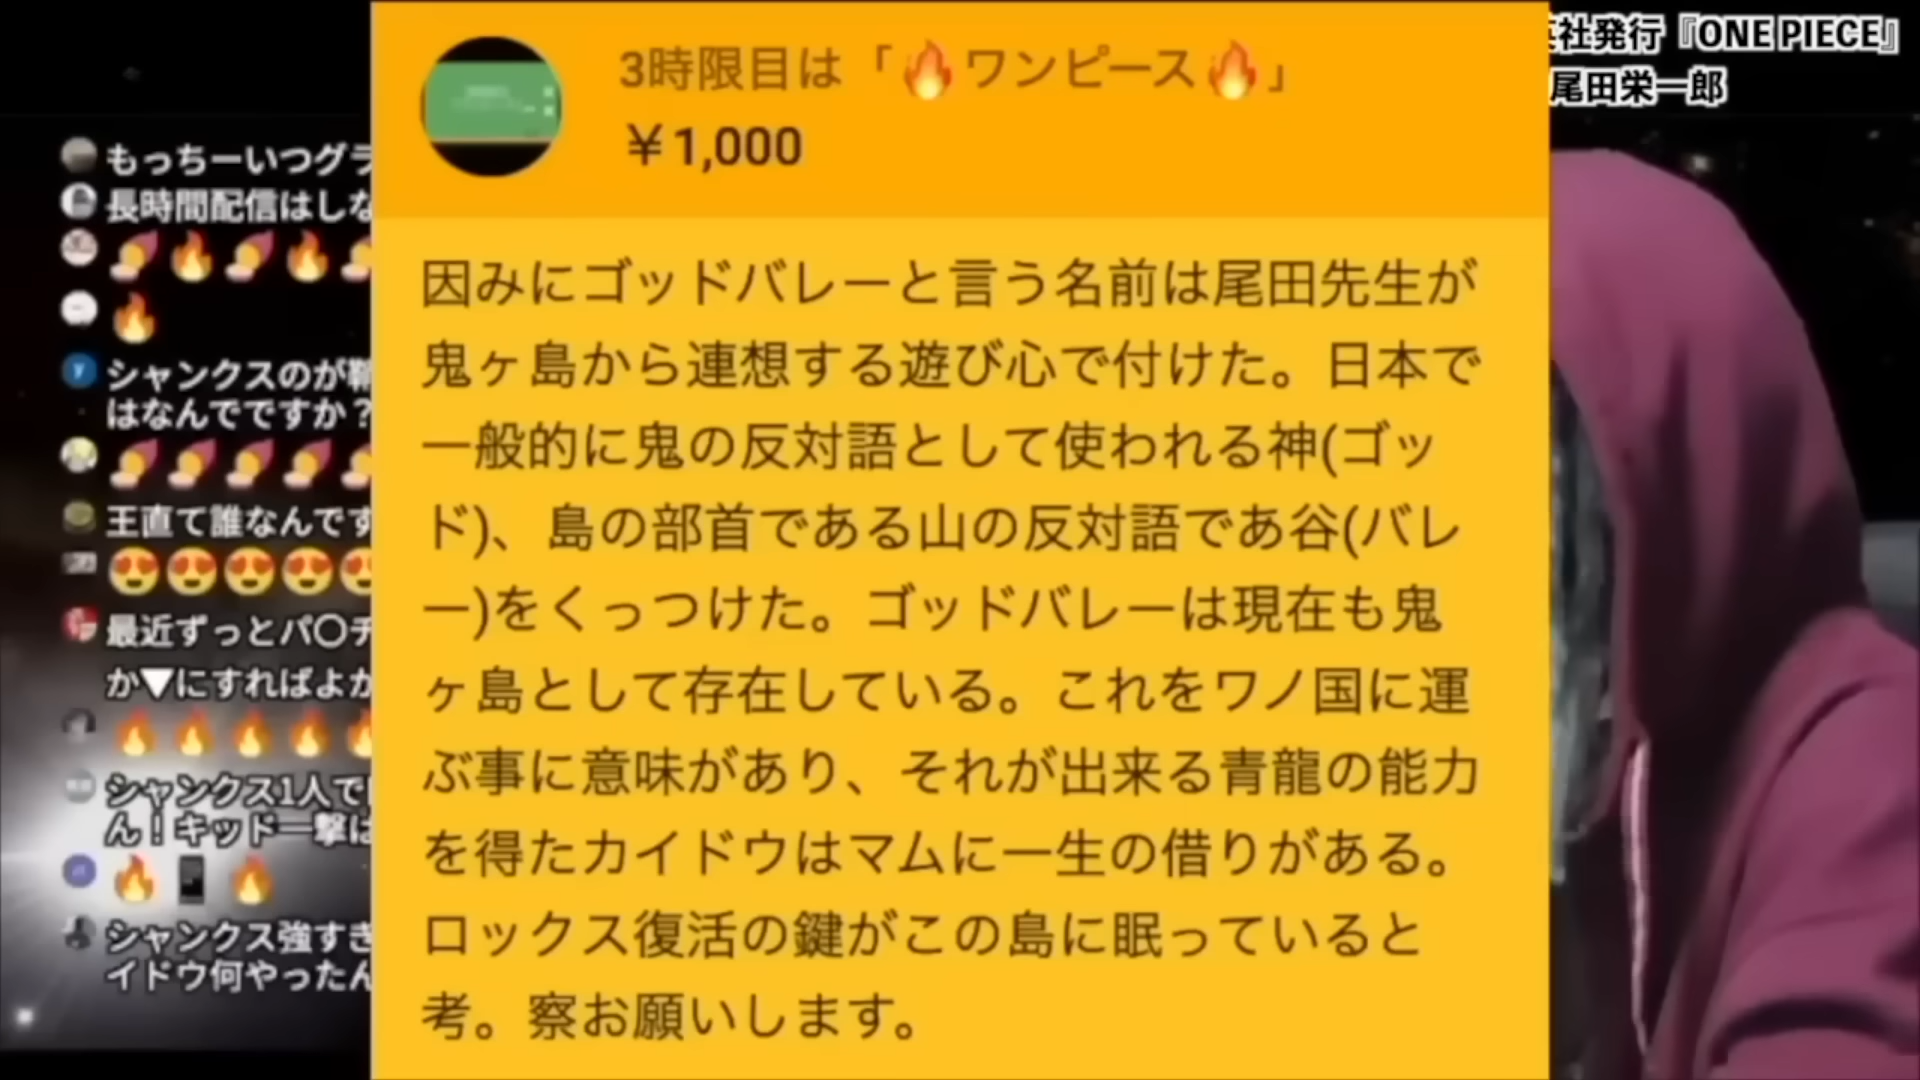 社発行『ONE PIECE』
尾田栄一郎
3時限目は「🔥ワンピース🔥」
￥1,000
因みにゴッドバレーと言う名前は尾田先生が
鬼ヶ島から連想する遊び心で付けた。日本で
一般的に鬼の反対語として使われる神(ゴッ
ド)、島の部首である山の反対語であ谷(バレ
ー)をくっつけた。ゴッドバレーは現在も鬼
ヶ島として存在している。これをワノ国に運
ぶ事に意味があり、それが出来る青龍の能力
を得たカイドウはマムに一生の借りがある。
ロックス復活の鍵がこの島に眠っていると
考。察お願いします。
もっちーいつグラ
長時間配信はしな
シャンクスのが
はなんでですか？
王直て誰なんです
最近ずっとパ〇チ
か▼にすればよか
シャンクス1人で
ん！キッド一撃は
シャンクス強すぎ
イドウ何やったん